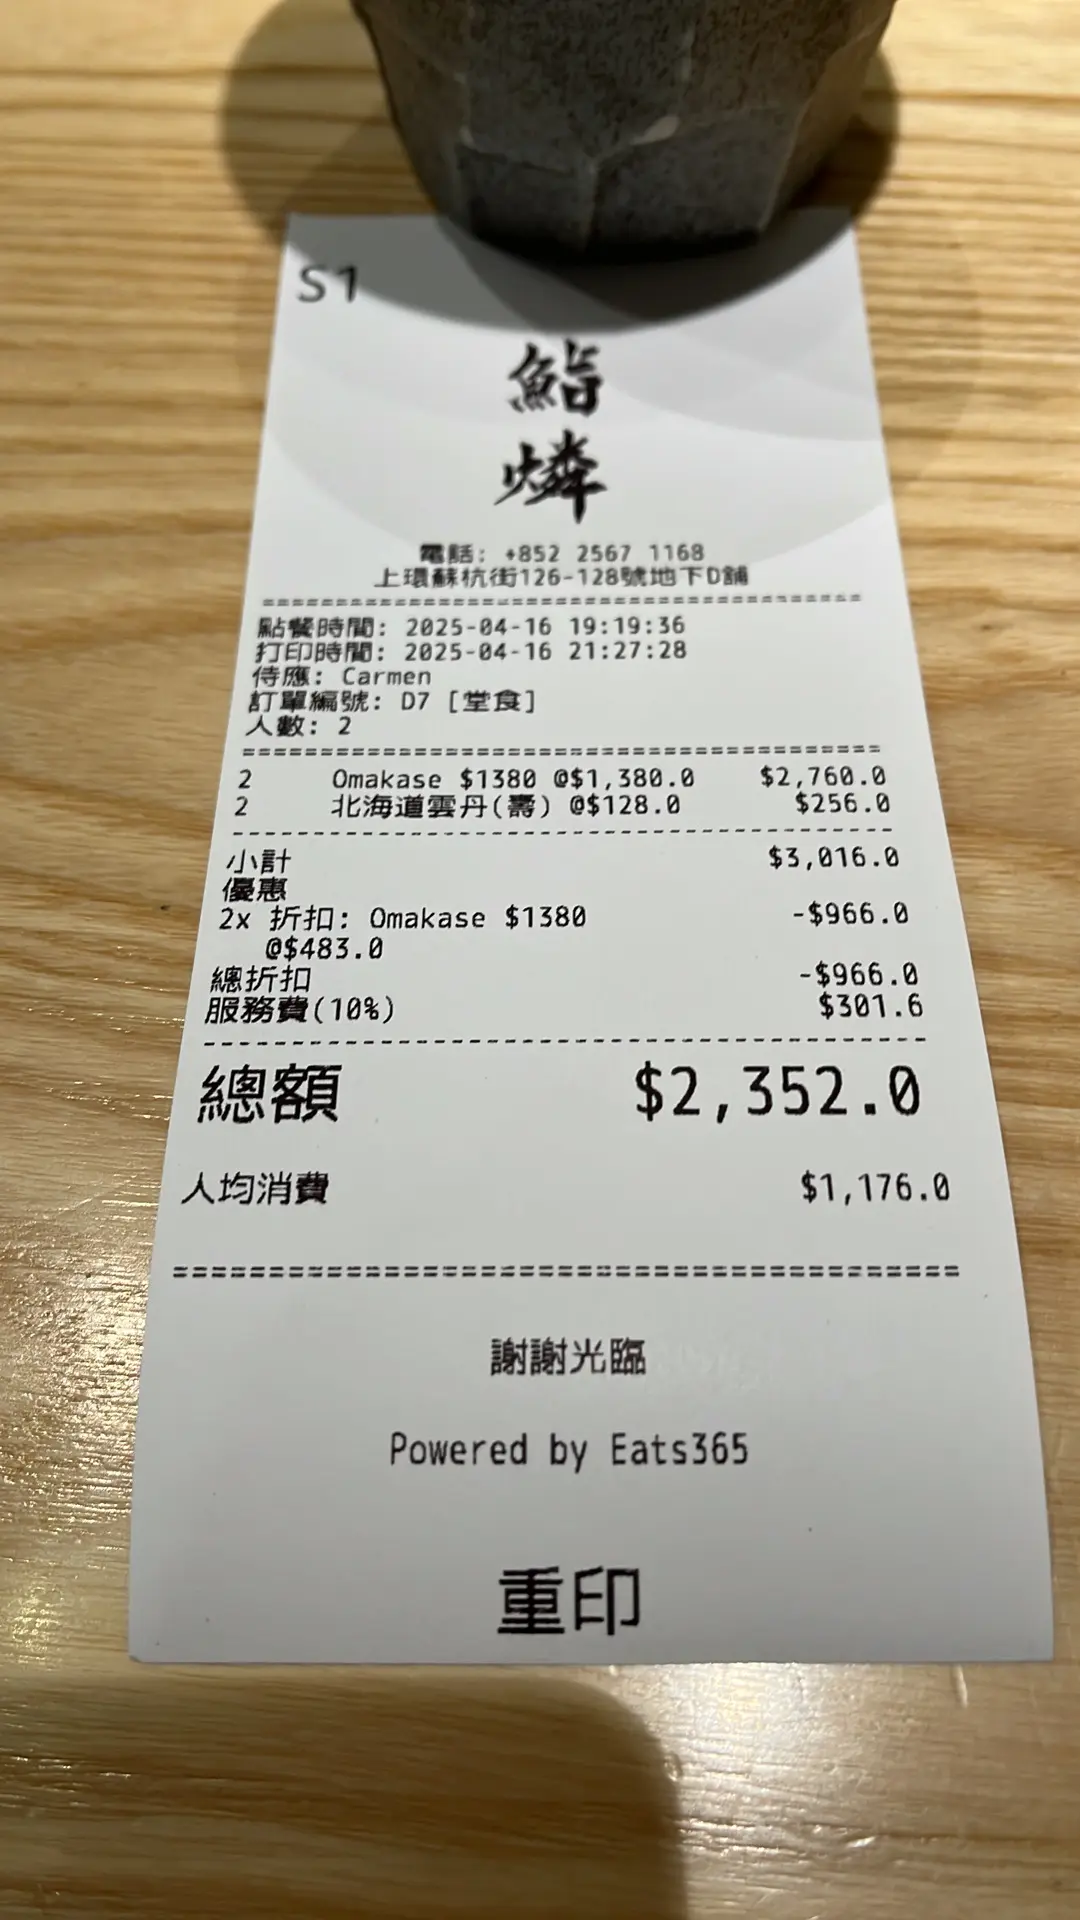 S1
鮨
燐
電話: +852 2567 1168
上環蘇杭街126-128號地下D舖
========================================
點餐時間: 2025-04-16 19:19:36
打印時間: 2025-04-16 21:27:28
侍應: Carmen
訂單編號: D7 [堂食]
人數: 2
========================================
2 Omakase $1380 @$1,380.0 $2,760.0
2 北海道雲丹(壽) @$128.0 $256.0
----------------------------------------
小計 $3,016.0
優惠
2x 折扣: Omakase $1380 -$966.0
@$483.0
總折扣 -$966.0
服務費(10%) $301.6
----------------------------------------
總額 $2,352.0
人均消費 $1,176.0
========================================
謝謝光臨
Powered by Eats365
重印